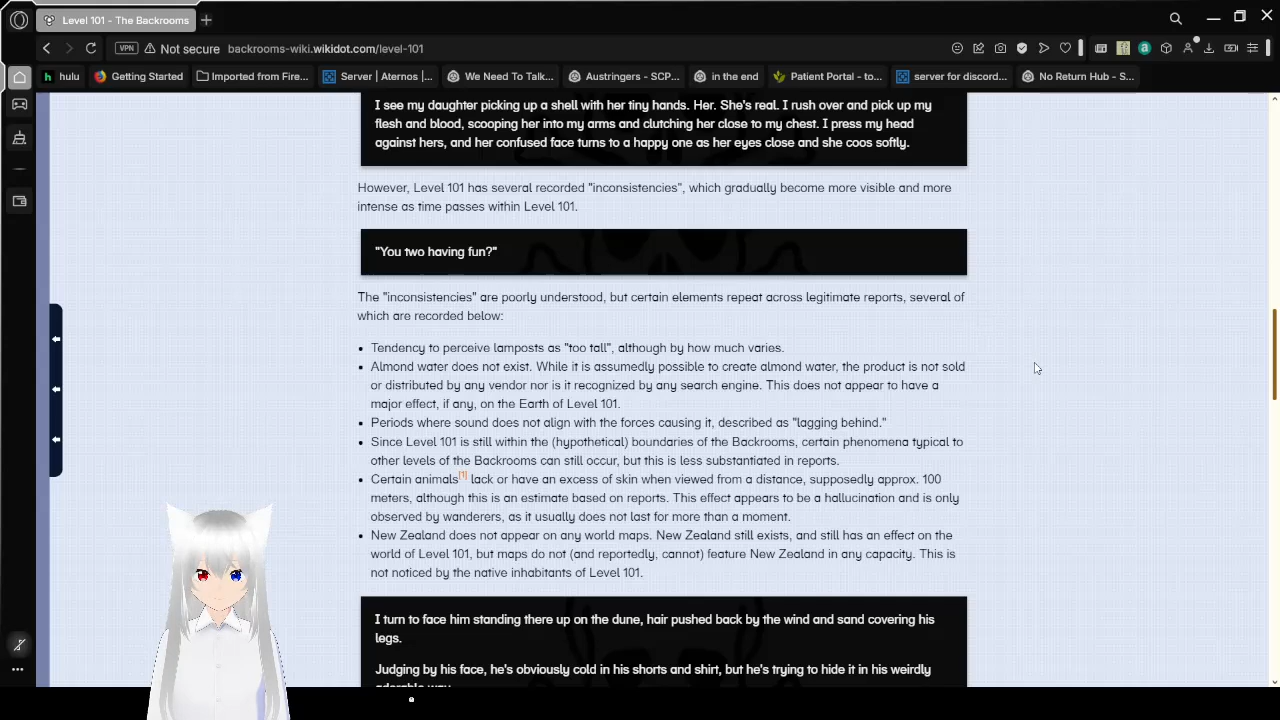 Level 101 - The Backrooms
VPN Not secure backrooms-wiki.wikidot.com/level-101
hulu Getting Started Imported from Fire... Server | Aternos |... We Need To Talk... Austringers - SCP... in the end Patient Portal - to... server for discord... No Return Hub - S...
I see my daughter picking up a shell with her tiny hands. Her. She's real. I rush over and pick up my
flesh and blood, scooping her into my arms and clutching her close to my chest. I press my head
against hers, and her confused face turns to a happy one as her eyes close and she coos softly.
However, Level 101 has several recorded "inconsistencies", which gradually become more visible and more
intense as time passes within Level 101.
"You two having fun?"
The "inconsistencies" are poorly understood, but certain elements repeat across legitimate reports, several of
which are recorded below:
• Tendency to perceive lamposts as "too tall", although by how much varies.
• Almond water does not exist. While it is assumedly possible to create almond water, the product is not sold
or distributed by any vendor nor is it recognized by any search engine. This does not appear to have a
major effect, if any, on the Earth of Level 101.
• Periods where sound does not align with the forces causing it, described as "lagging behind."
• Since Level 101 is still within the (hypothetical) boundaries of the Backrooms, certain phenomena typical to
other levels of the Backrooms can still occur, but this is less substantiated in reports.
• Certain animals[1] lack or have an excess of skin when viewed from a distance, supposedly approx. 100
meters, although this is an estimate based on reports. This effect appears to be a hallucination and is only
observed by wanderers, as it usually does not last for more than a moment.
• New Zealand does not appear on any world maps. New Zealand still exists, and still has an effect on the
world of Level 101, but maps do not (and reportedly, cannot) feature New Zealand in any capacity. This is
not noticed by the native inhabitants of Level 101.
I turn to face him standing there up on the dune, hair pushed back by the wind and sand covering his
legs.
Judging by his face, he's obviously cold in his shorts and shirt, but he's trying to hide it in his weirdly
adorable way.